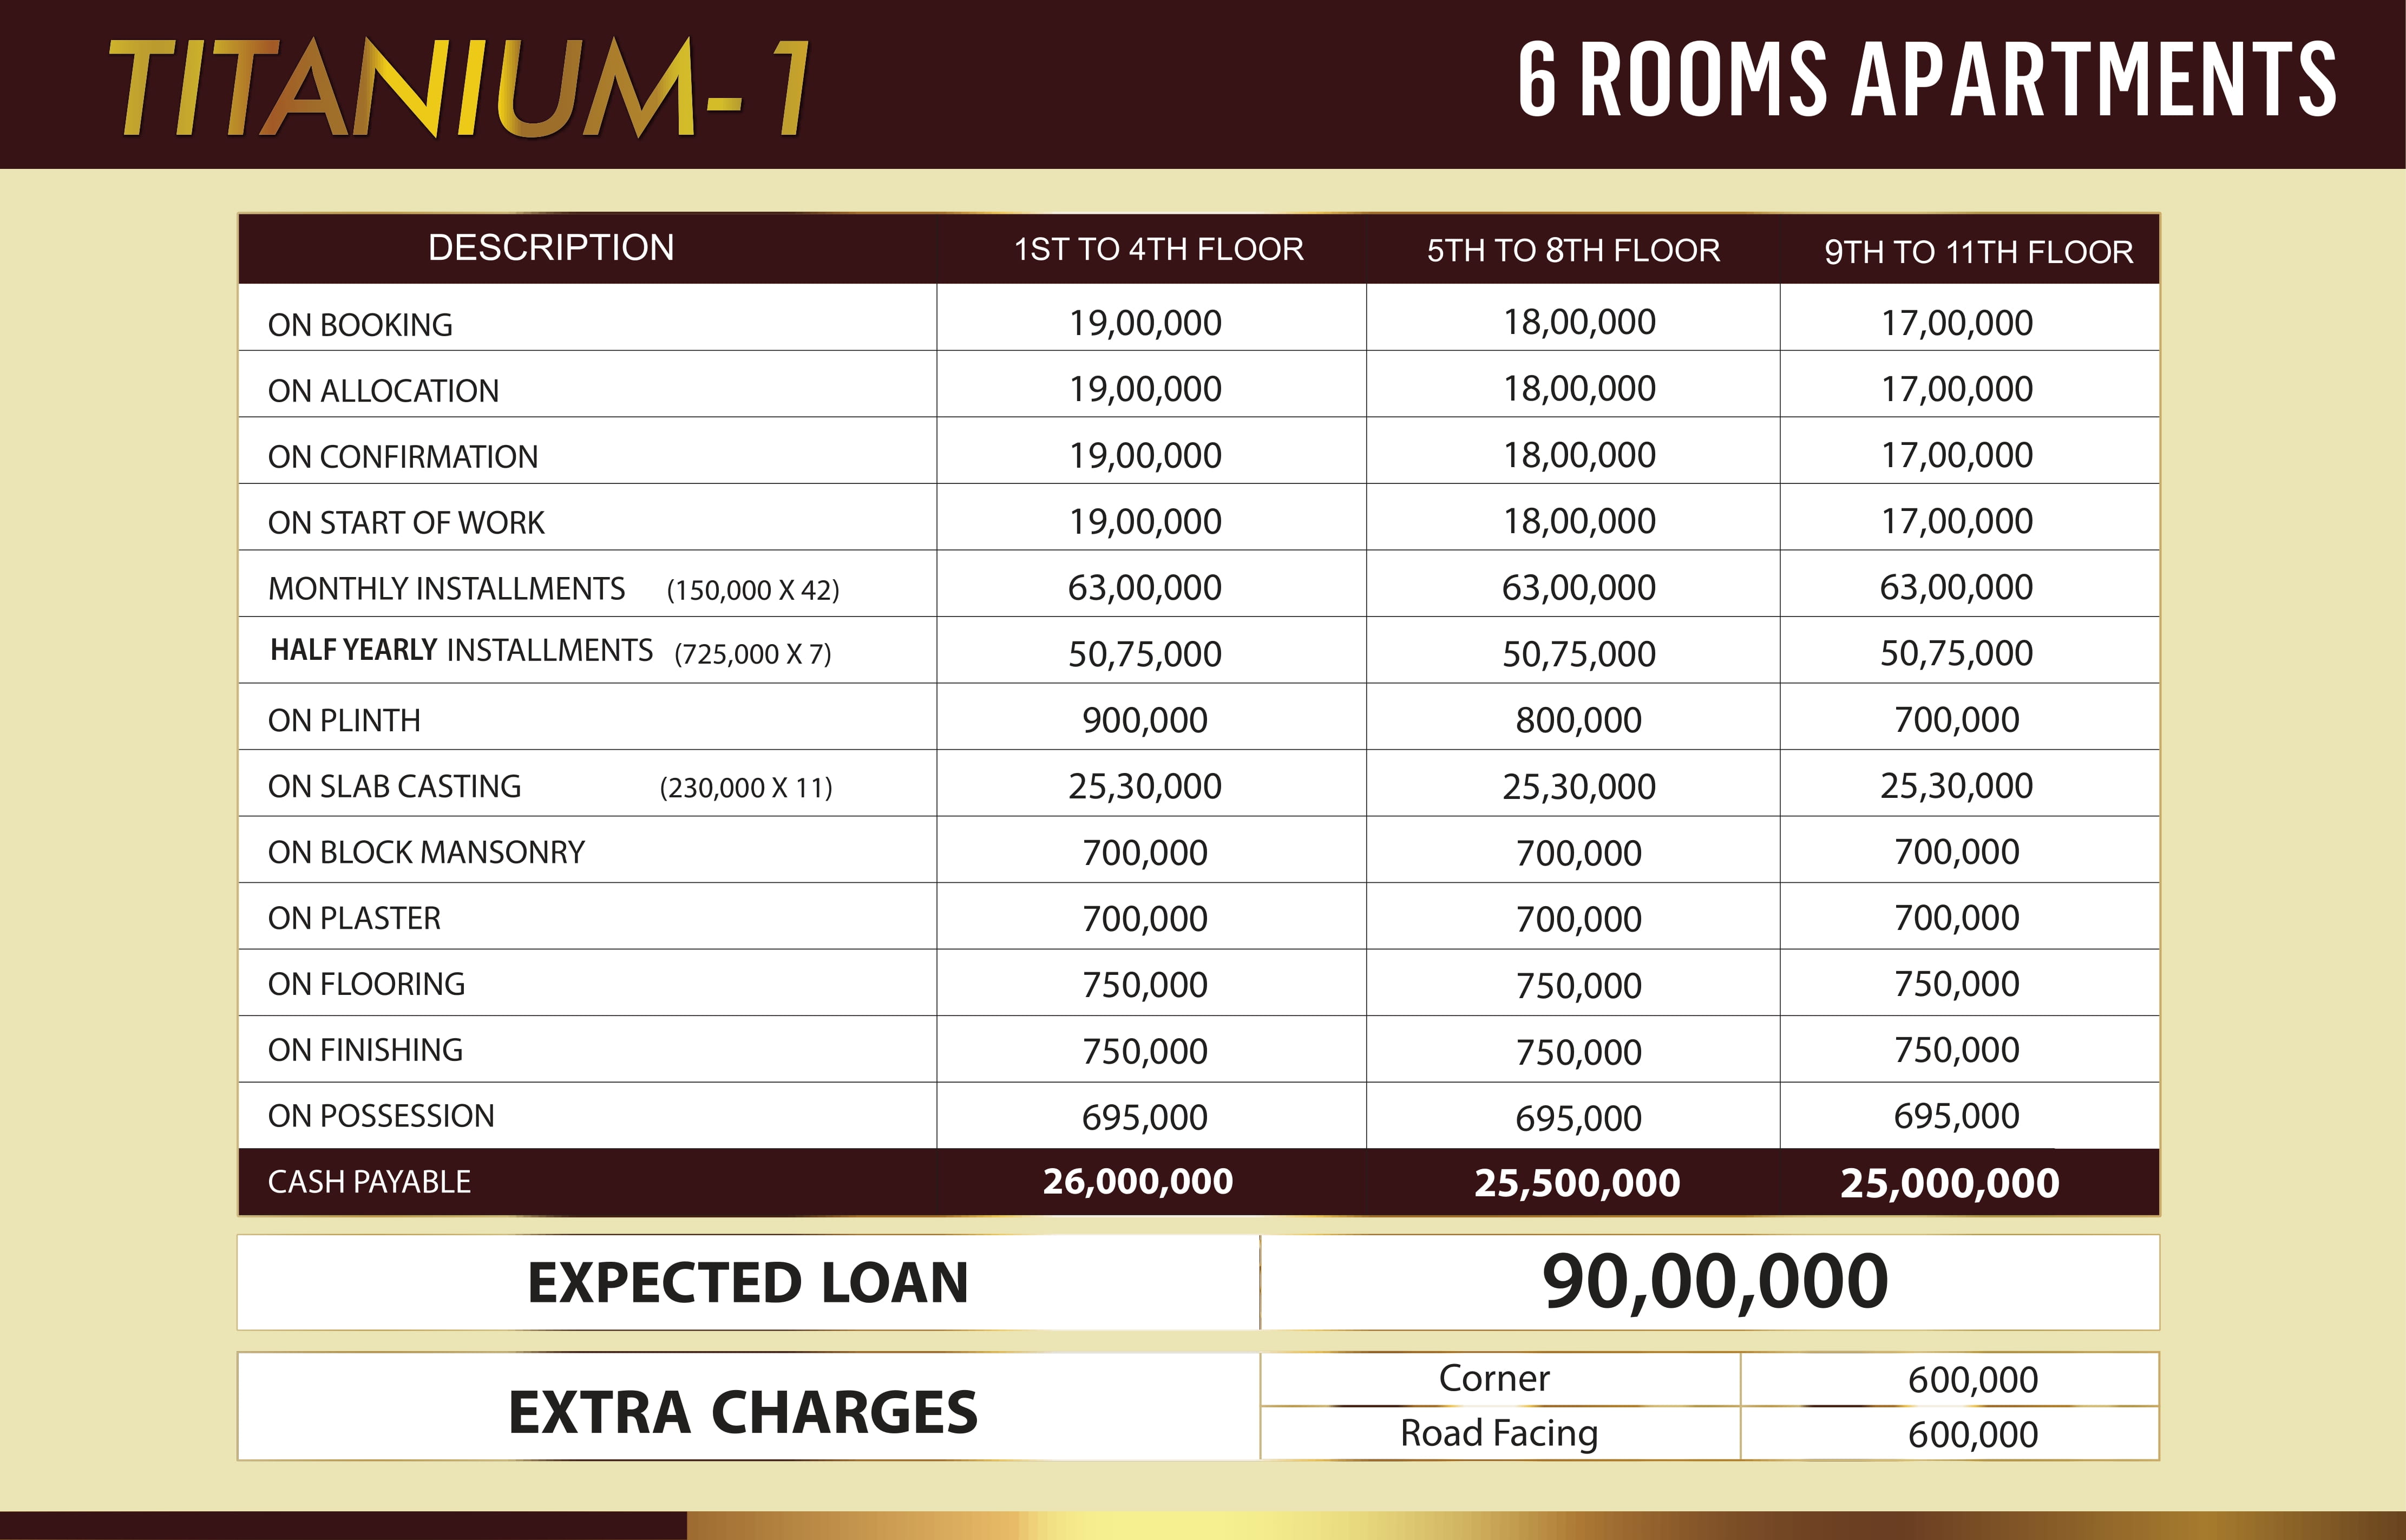 TITANIUM-1
6 ROOMS APARTMENTS
DESCRIPTION 1ST TO 4TH FLOOR 5TH TO 8TH FLOOR 9TH TO 11TH FLOOR
ON BOOKING 19,00,000 18,00,000 17,00,000
ON ALLOCATION 19,00,000 18,00,000 17,00,000
ON CONFIRMATION 19,00,000 18,00,000 17,00,000
ON START OF WORK 19,00,000 18,00,000 17,00,000
MONTHLY INSTALLMENTS (150,000 X 42) 63,00,000 63,00,000 63,00,000
HALF YEARLY INSTALLMENTS (725,000 X 7) 50,75,000 50,75,000 50,75,000
ON PLINTH 900,000 800,000 700,000
ON SLAB CASTING (230,000 X 11) 25,30,000 25,30,000 25,30,000
ON BLOCK MANSONRY 700,000 700,000 700,000
ON PLASTER 700,000 700,000 700,000
ON FLOORING 750,000 750,000 750,000
ON FINISHING 750,000 750,000 750,000
ON POSSESSION 695,000 695,000 695,000
CASH PAYABLE 26,000,000 25,500,000 25,000,000
EXPECTED LOAN 90,00,000
EXTRA CHARGES
Corner 600,000
Road Facing 600,000